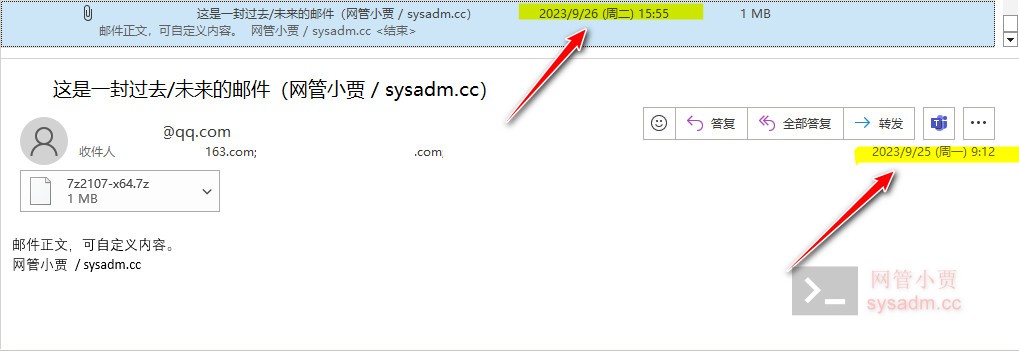 这是一封过去/未来的邮件（网管小贾 / sysadm.cc） 2023/9/26 (周二) 15:55 1 MB
邮件正文，可自定义内容。 网管小贾 / sysadm.cc <结束>
这是一封过去/未来的邮件（网管小贾 / sysadm.cc）
@qq.com
答复 全部答复 转发
收件人 163.com; .com;
2023/9/25 (周一) 9:12
7z2107-x64.7z
1 MB
邮件正文，可自定义内容。
网管小贾 / sysadm.cc
网管小贾
sysadm.cc